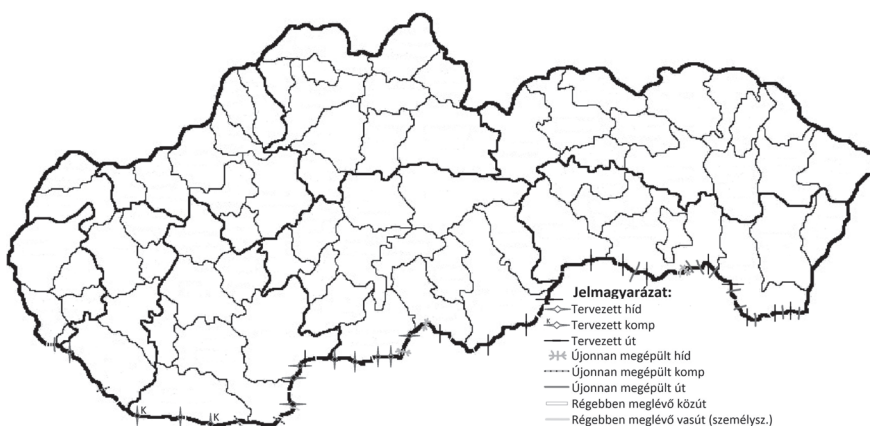 Jelmagyarázat:
Tervezett híd
K Tervezett komp
Tervezett út
Újonnan megépült híd
Újonnan megépült komp
Újonnan megépült út
Régebben meglévő közút
Régebben meglévő vasút (személysz.)
K K